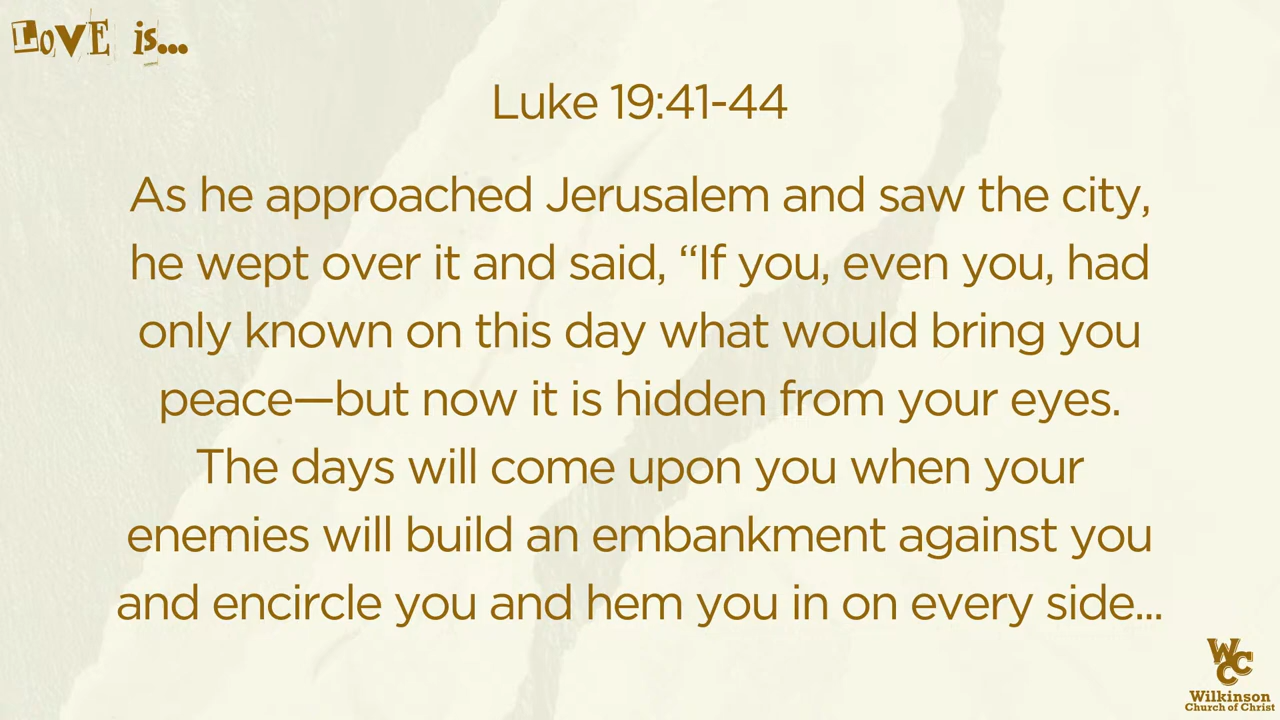 LoVE is...
Luke 19:41-44
As he approached Jerusalem and saw the city,
he wept over it and said, “If you, even you, had
only known on this day what would bring you
peace—but now it is hidden from your eyes.
The days will come upon you when your
enemies will build an embankment against you
and encircle you and hem you in on every side...
WCC
Wilkinson
Church of Christ